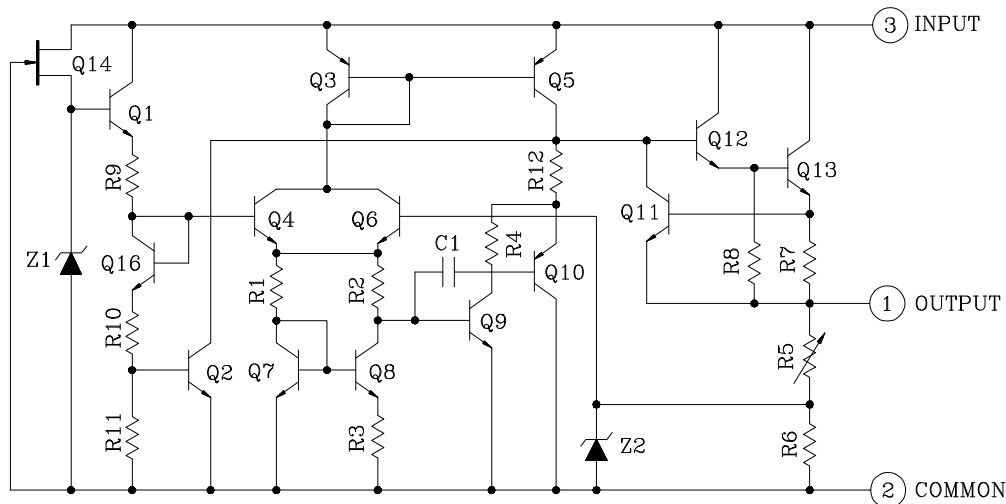 3 INPUT
Q14
Q3
Q5
Q1
Q12
Q13
R9
R12
Q4
Q6
Q11
R4
C1
Z1
Q16
R8
R7
Q10
R1
R2
1 OUTPUT
R10
Q9
R5
Q2
Q7
Q8
R11
R3
Z2
R6
2 COMMON